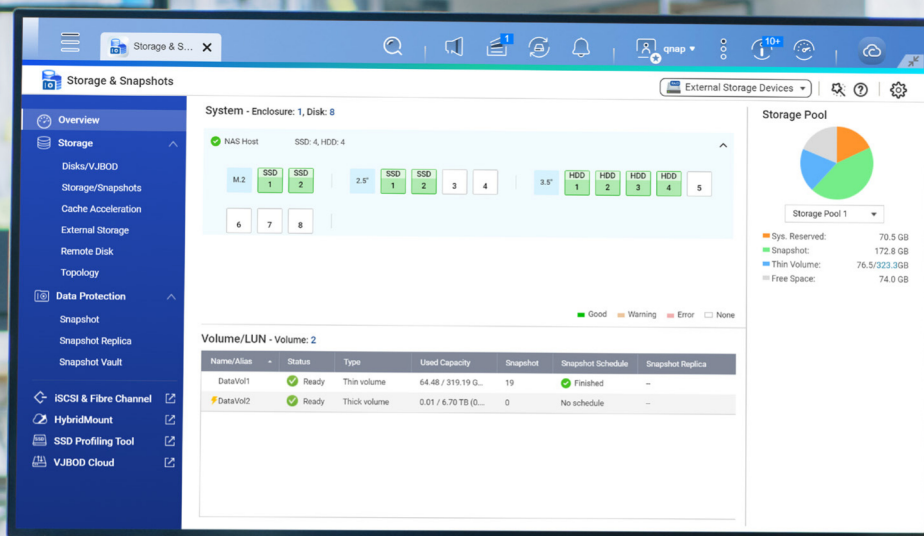 Storage & S...
1
qnap
10+
Storage & Snapshots
External Storage Devices
Overview
Storage
Disks/VJBOD
Storage/Snapshots
Cache Acceleration
External Storage
Remote Disk
Topology
Data Protection
Snapshot
Snapshot Replica
Snapshot Vault
iSCSI & Fibre Channel
HybridMount
SSD Profiling Tool
VJBOD Cloud
System - Enclosure: 1, Disk: 8
NAS Host SSD: 4, HDD: 4
M.2 SSD 1 SSD 2 2.5" SSD 1 SSD 2 3 4 3.5" HDD 1 HDD 2 HDD 3 HDD 4 5
6 7 8
Good Warning Error None
Volume/LUN - Volume: 2
Name/Alias Status Type Used Capacity Snapshot Snapshot Schedule Snapshot Replica
DataVol1 Ready Thin volume 64.48 / 319.19 G... 19 Finished --
DataVol2 Ready Thick volume 0.01 / 6.70 TB (0.... 0 No schedule --
Storage Pool
Storage Pool 1
Sys. Reserved: 70.5 GB
Snapshot: 172.8 GB
Thin Volume: 76.5/323.3GB
Free Space: 74.0 GB